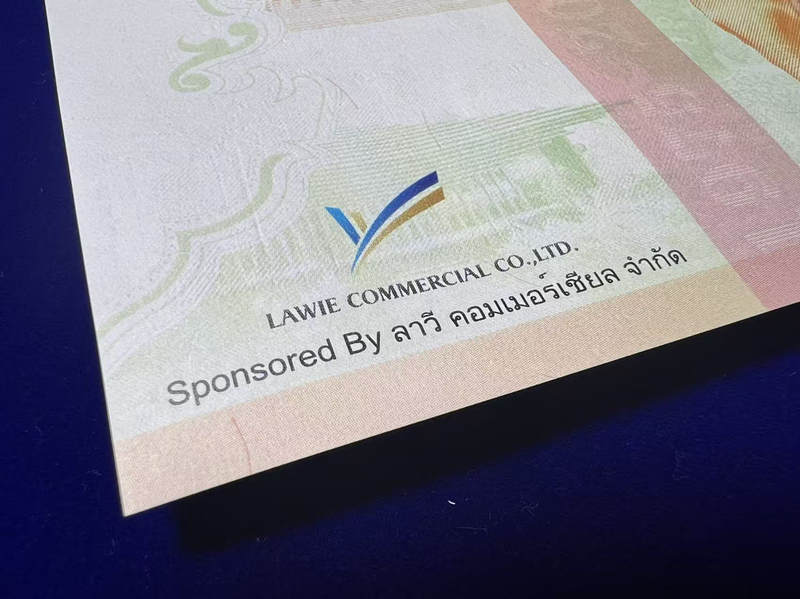 LAWIE COMMERCIAL CO.,LTD.
Sponsored By ลาวี คอมเมอร์เชียล จำกัด